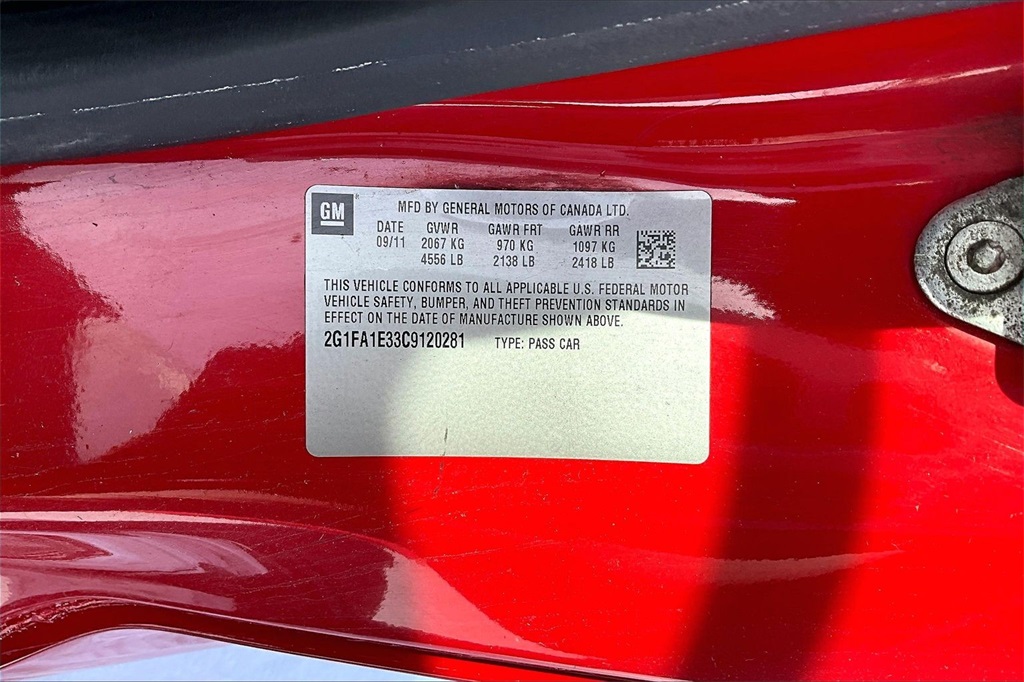 GM
MFD BY GENERAL MOTORS OF CANADA LTD.
DATE GVWR GAWR FRT GAWR RR
09/11 2067 KG 970 KG 1097 KG
4556 LB 2138 LB 2418 LB
THIS VEHICLE CONFORMS TO ALL APPLICABLE U.S. FEDERAL MOTOR
VEHICLE SAFETY, BUMPER, AND THEFT PREVENTION STANDARDS IN
EFFECT ON THE DATE OF MANUFACTURE SHOWN ABOVE.
2G1FA1E33C9120281 TYPE: PASS CAR